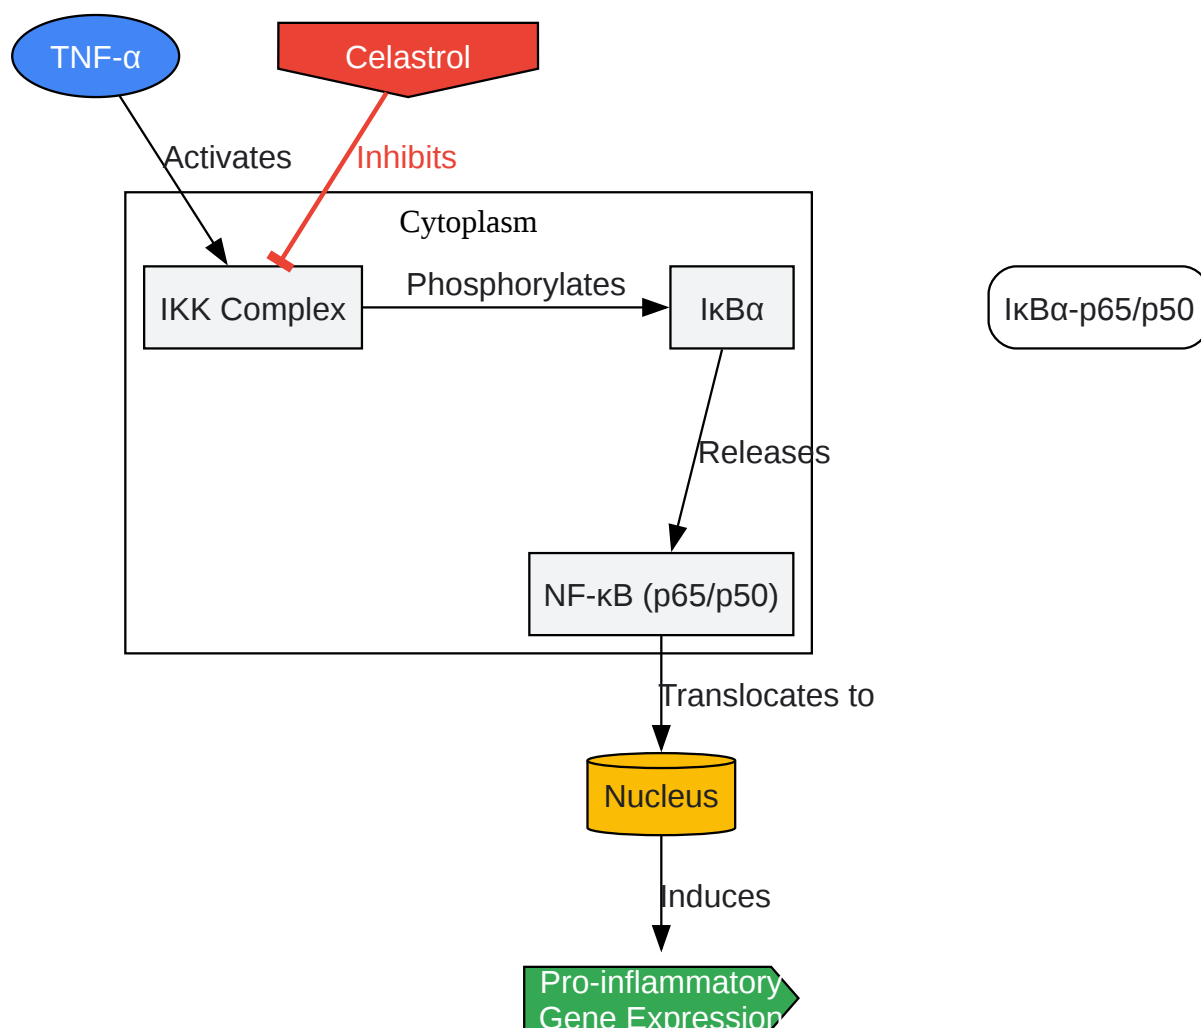 TNF-α
Celastrol
Activates
Inhibits
Cytoplasm
Phosphorylates
IKK Complex
IκBα
IκBα-p65/p50
Releases
NF-κB (p65/p50)
Translocates to
Nucleus
Induces
Pro-inflammatory
Gene Expression